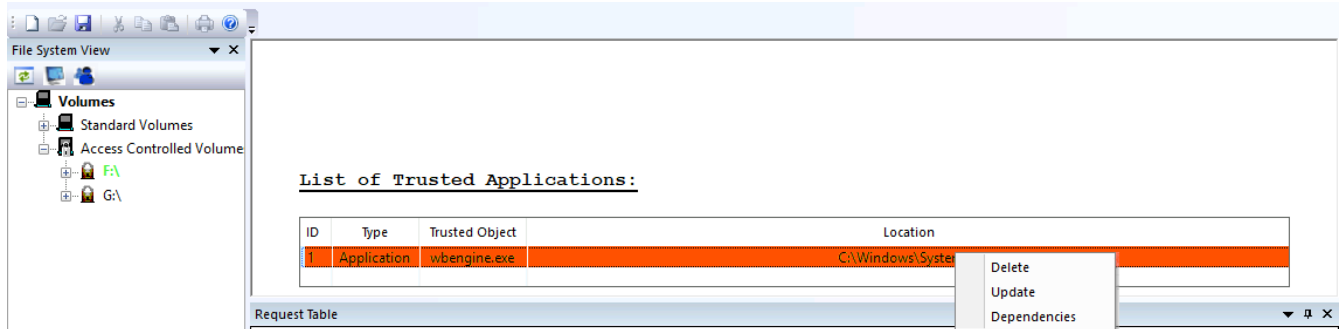 File System View
Volumes
Standard Volumes
Access Controlled Volume
F:\
G:\
List of Trusted Applications:
ID Type Trusted Object Location
1 Application wbengine.exe C:\Windows\System
Delete
Update
Dependencies
Request Table